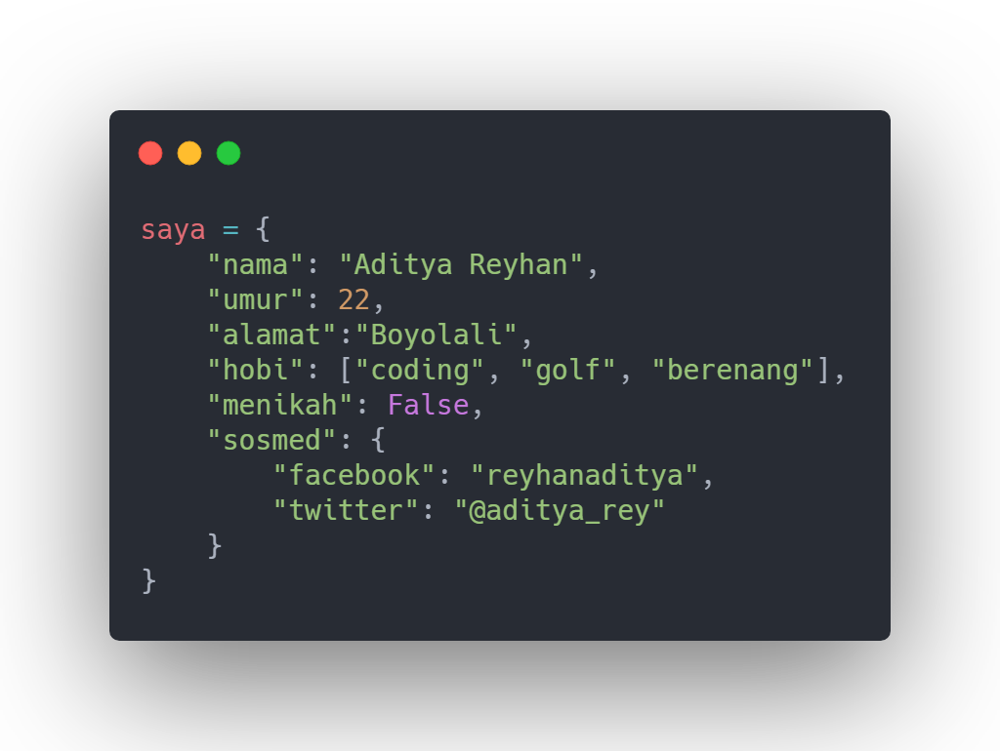 saya = {
    "nama": "Aditya Reyhan",
    "umur": 22,
    "alamat":"Boyolali",
    "hobi": ["coding", "golf", "berenang"],
    "menikah": False,
    "sosmed": {
        "facebook": "reyhanaditya",
        "twitter": "@aditya_rey"
    }
}